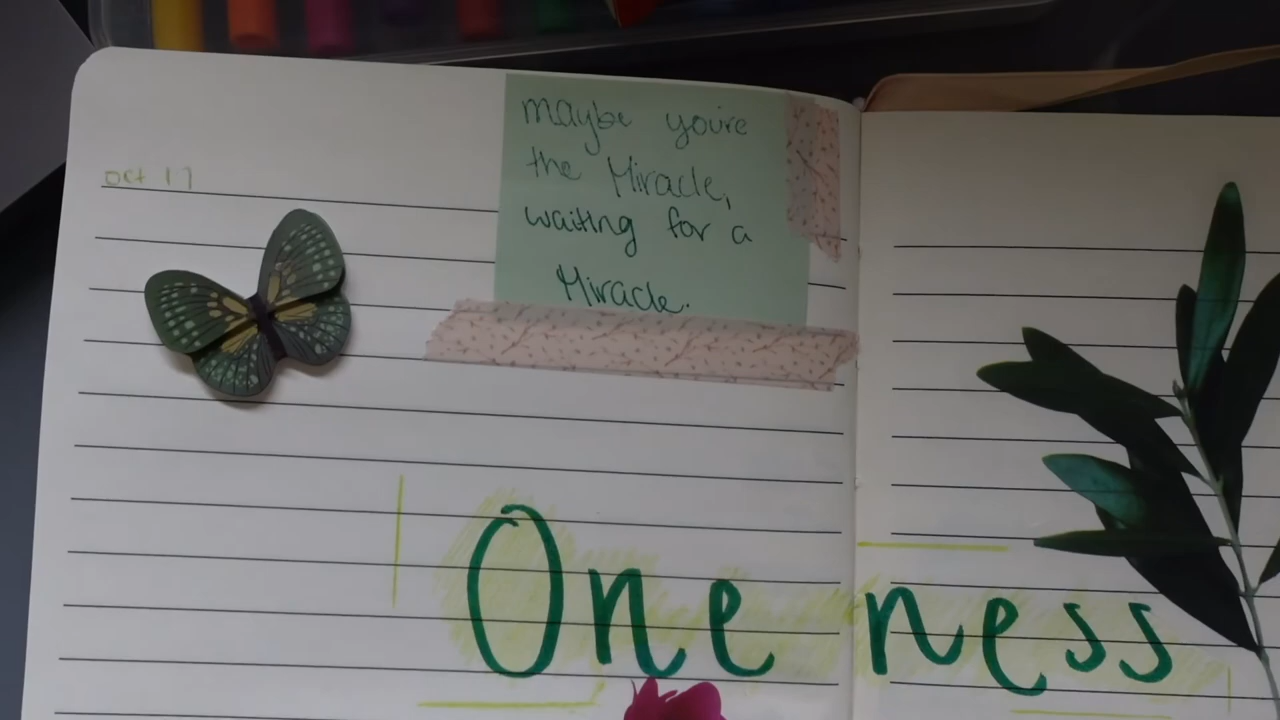 oct 17
maybe you're
the Miracle,
waiting for a
Miracle.
Oneness